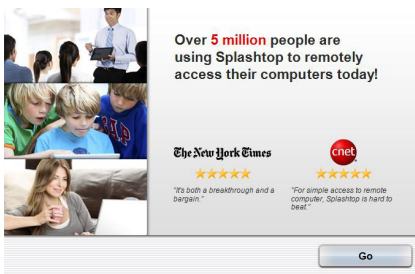 Over 5 million people are
using Splashtop to remotely
access their computers today!
The New York Times
cnet
"It's both a breakthrough and a
bargain."
"For simple access to remote
computer, Splashtop is hard to
beat."
Go